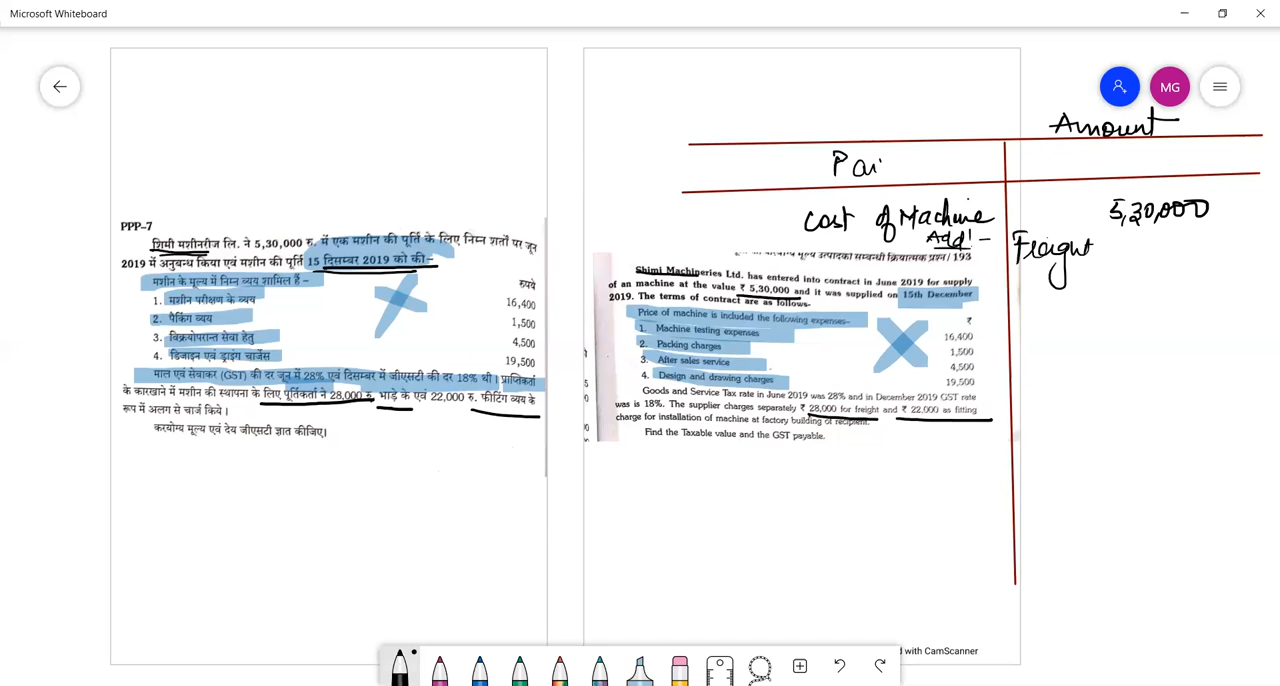 Microsoft Whiteboard
MG
Amount
Pai
Cost of Machine
5,30,000
Add! -
Freight
PPP-7
शिमी मशीनरीज लि. ने 5,30,000 रु. में एक मशीन की पूर्ति के लिए निम्न शर्तों पर जून
2019 में अनुबन्ध किया एवं मशीन की पूर्ति 15 दिसम्बर 2019 को की-
मशीन के मूल्य में निम्न व्यय शामिल हैं -
रुपये
1. मशीन परीक्षण के व्यय 16,400
2. पैकिंग व्यय 1,500
3. विक्रयोपरान्त सेवा हेतु 4,500
4. डिजाइन एवं ड्राइंग चार्जेस 19,500
माल एवं सेवाकर (GST) की दर जून में 28% एवं दिसम्बर में जीएसटी की दर 18% थी। प्राप्तिकर्ता
के कारखाने में मशीन की स्थापना के लिए पूर्तिकर्ता ने 28,000 रु. भाड़े के एवं 22,000 रु. फीटिंग व्यय के
रूप में अलग से चार्ज किये।
करयोग्य मूल्य एवं देय जीएसटी ज्ञात कीजिए।
मूल्य उत्पादकों सम्बन्धी क्रियात्मक प्रश्न / 193
Shimi Machineries Ltd. has entered into contract in June 2019 for supply
of an machine at the value ₹ 5,30,000 and it was supplied on 15th December
2019. The terms of contract are as follows-
Price of machine is included the following expenses-
₹
1. Machine testing expenses 16,400
2. Packing charges 1,500
3. After sales service 4,500
4. Design and drawing charges 19,500
Goods and Service Tax rate in June 2019 was 28% and in December 2019 GST rate
was is 18%. The supplier charges separately ₹ 28,000 for freight and ₹ 22,000 as fitting
charge for installation of machine at factory building of recipient.
Find the Taxable value and the GST payable.
d with CamScanner